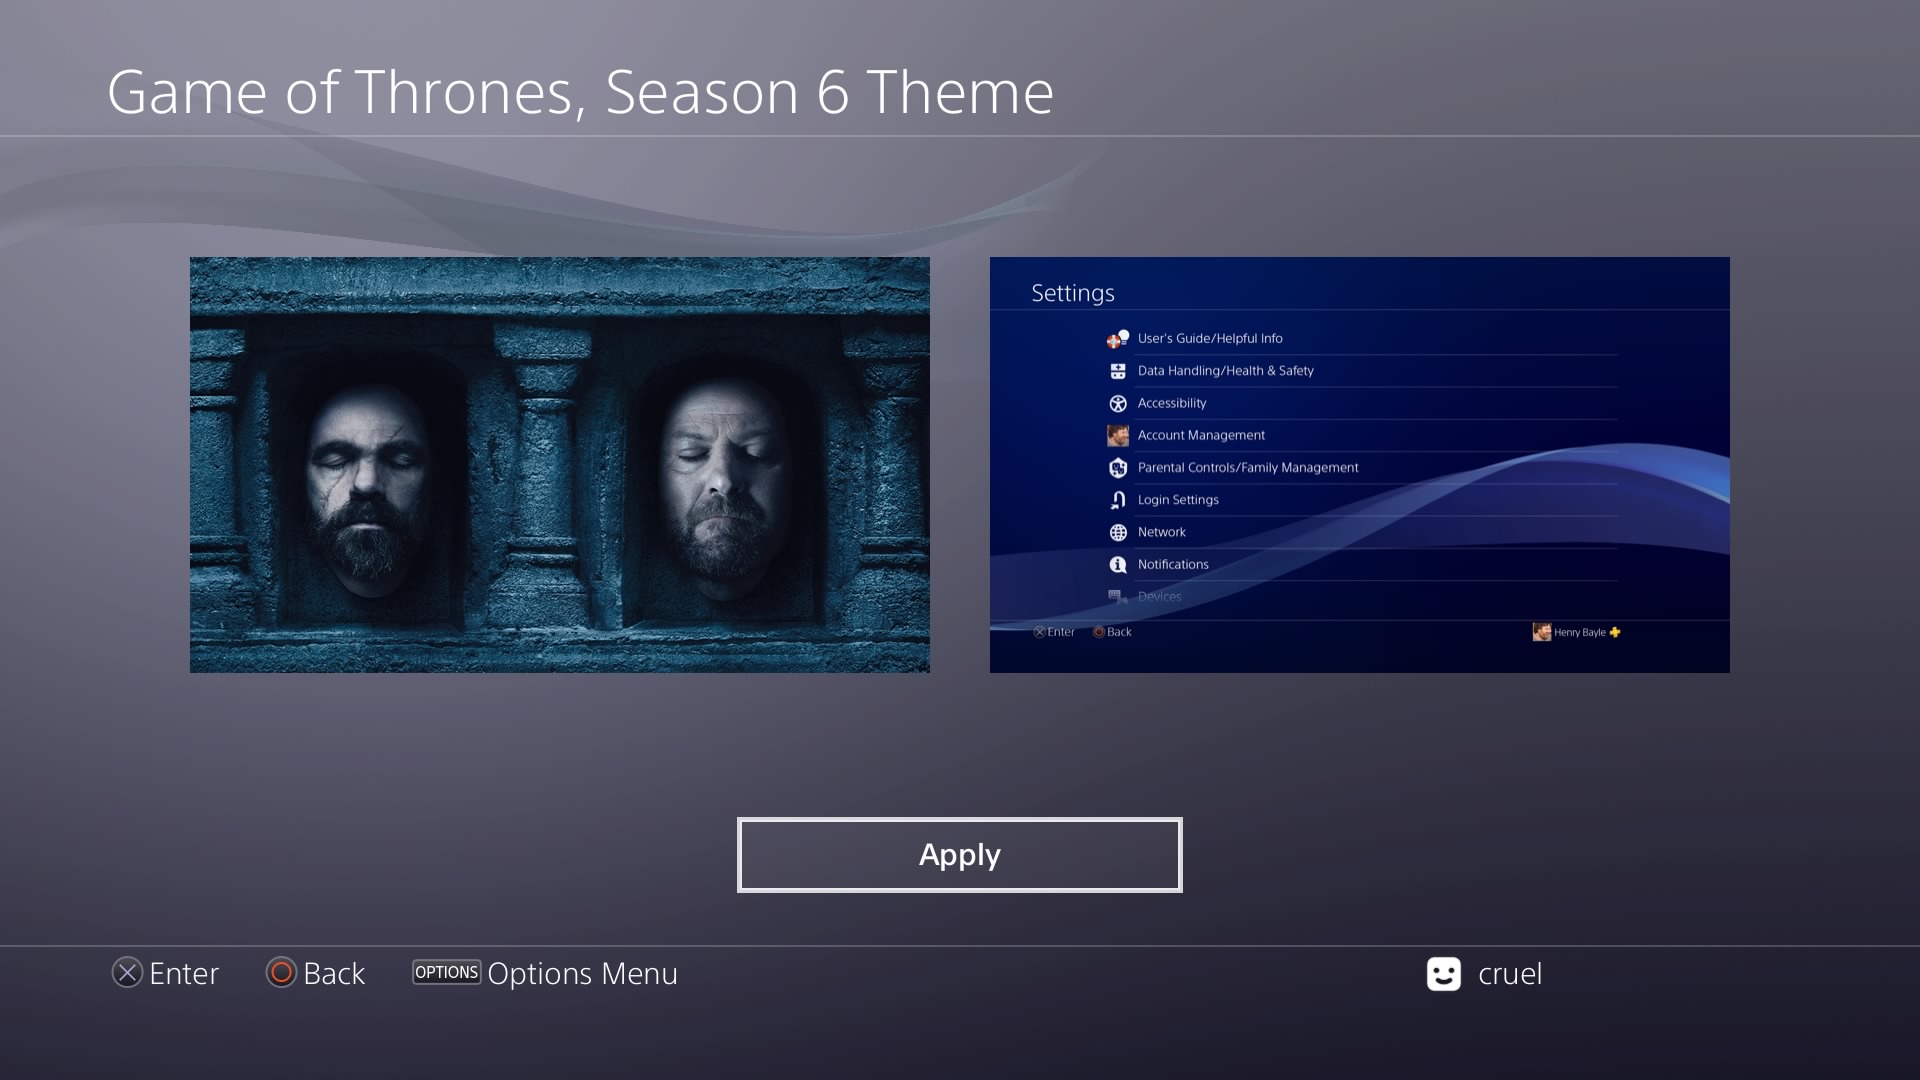 Game of Thrones, Season 6 Theme
Settings
User's Guide/Helpful Info
Data Handling/Health & Safety
Accessibility
Account Management
Parental Controls/Family Management
Login Settings
Network
Notifications
Devices
Enter Back Henry Bayle
Apply
Enter Back OPTIONS Options Menu cruel